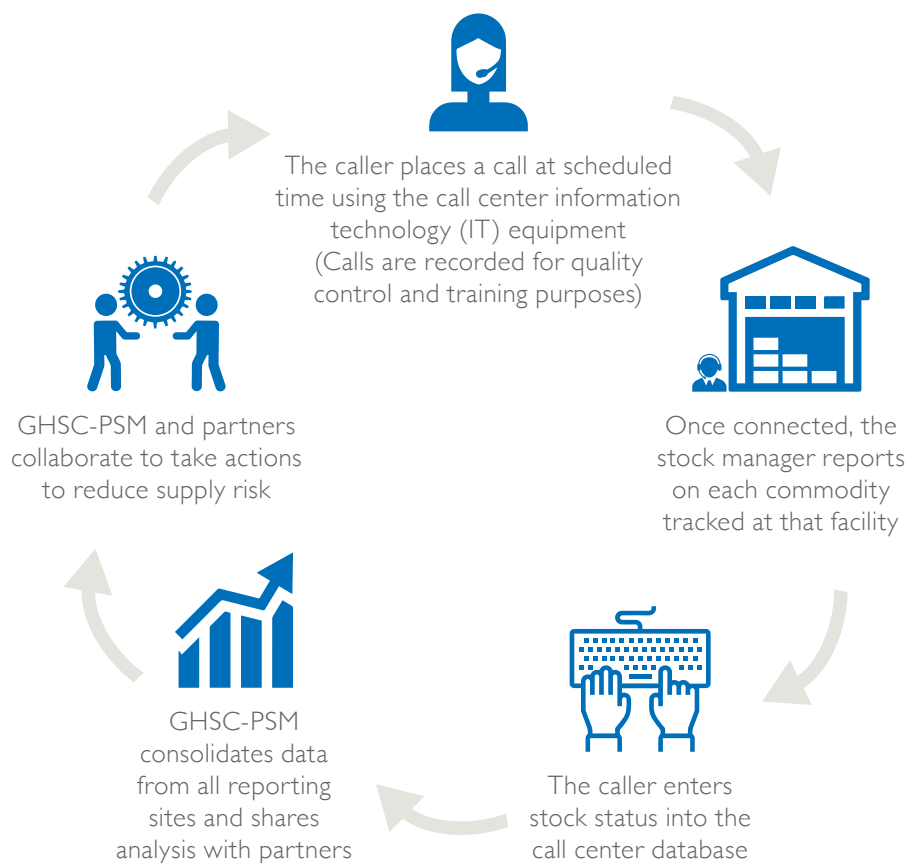 The caller places a call at scheduled
time using the call center information
technology (IT) equipment
(Calls are recorded for quality
control and training purposes)
Once connected, the
stock manager reports
on each commodity
tracked at that facility
The caller enters
stock status into the
call center database
GHSC-PSM
consolidates data
from all reporting
sites and shares
analysis with partners
GHSC-PSM and partners
collaborate to take actions
to reduce supply risk